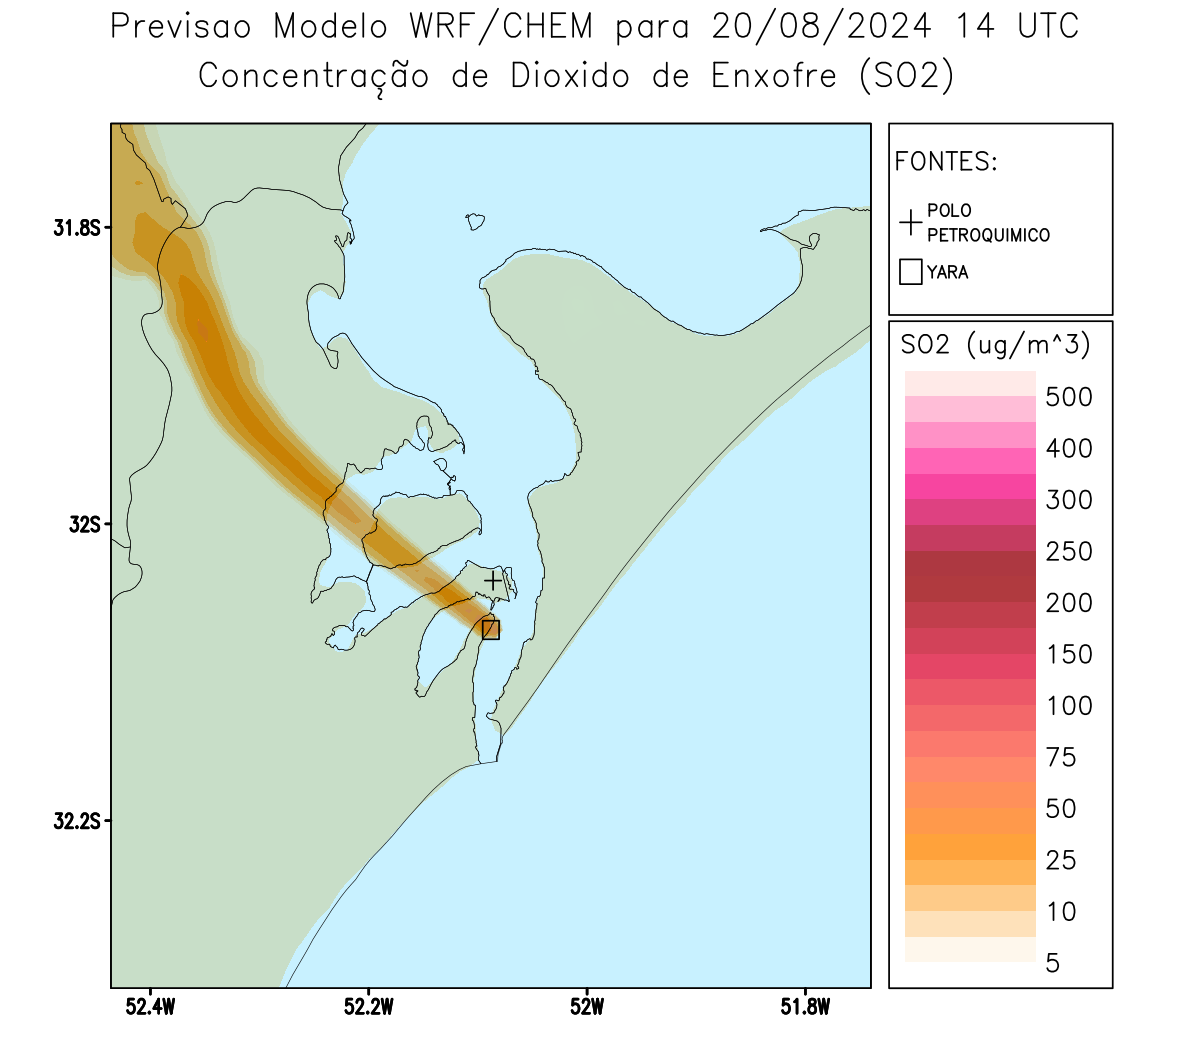 Previsao Modelo WRF/CHEM para 20/08/2024 14 UTC
Concentração de Dioxido de Enxofre (SO2)
FONTES:
POLO
PETROQUIMICO
YARA
31.8S
32S
32.2S
52.4W
52.2W
52W
51.8W
SO2 (ug/m^3)
500
400
300
250
200
150
100
75
50
25
10
5